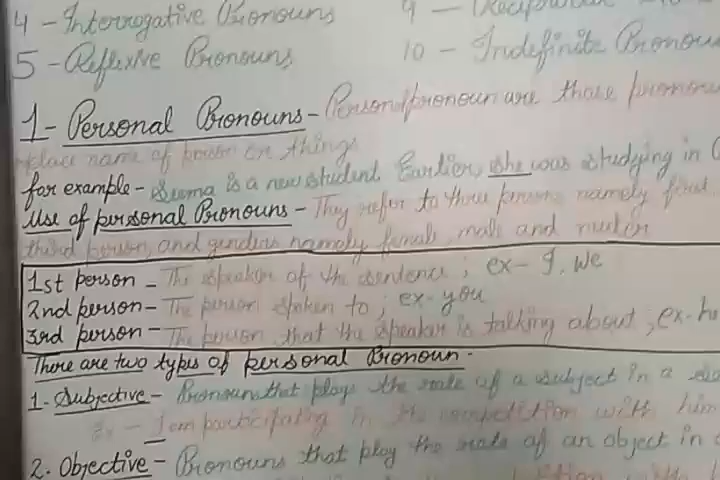 4 - Interrogative Pronouns 9 -
5 - Reflexive Pronouns 10 - Indefinite
1 - Personal Pronouns - Personal pronoun are those
place name of person or things
for example - Seema is a new student Earlier, she was studying in
Use of personal Pronouns - They refer to three persons namely first
third person, and genders namely female, male and
1st person - The speaker of the sentence; ex - I, we
2nd person - The person spoken to; ex - you
3rd person - The person that the speaker is talking about; ex -
There are two types of personal Pronoun -
1 - Subjective - Pronouns that plays the role of a subject in a
Ex - I am participating in the competition with him
2. Objective - Pronouns that play the role of an object in